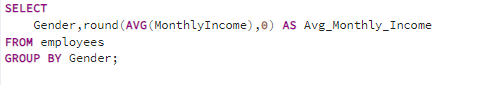 SELECT
    Gender,round(AVG(MonthlyIncome),0) AS Avg_Monthly_Income
FROM employees
GROUP BY Gender;